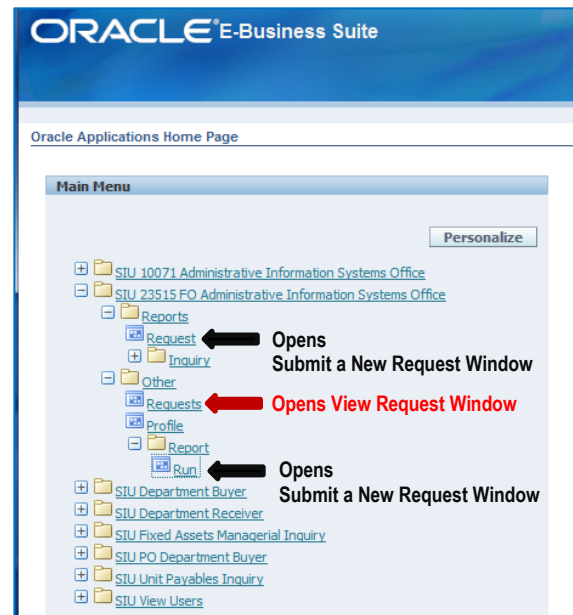 ORACLE® E-Business Suite
Oracle Applications Home Page
Main Menu
Personalize
SIU 10071 Administrative Information Systems Office
SIU 23515 FO Administrative Information Systems Office
Reports
Request
Opens
Submit a New Request Window
Inquiry
Other
Requests
Opens View Request Window
Profile
Report
Run
Opens
Submit a New Request Window
SIU Department Buyer
SIU Department Receiver
SIU Fixed Assets Managerial Inquiry
SIU PO Department Buyer
SIU Unit Payables Inquiry
SIU View Users